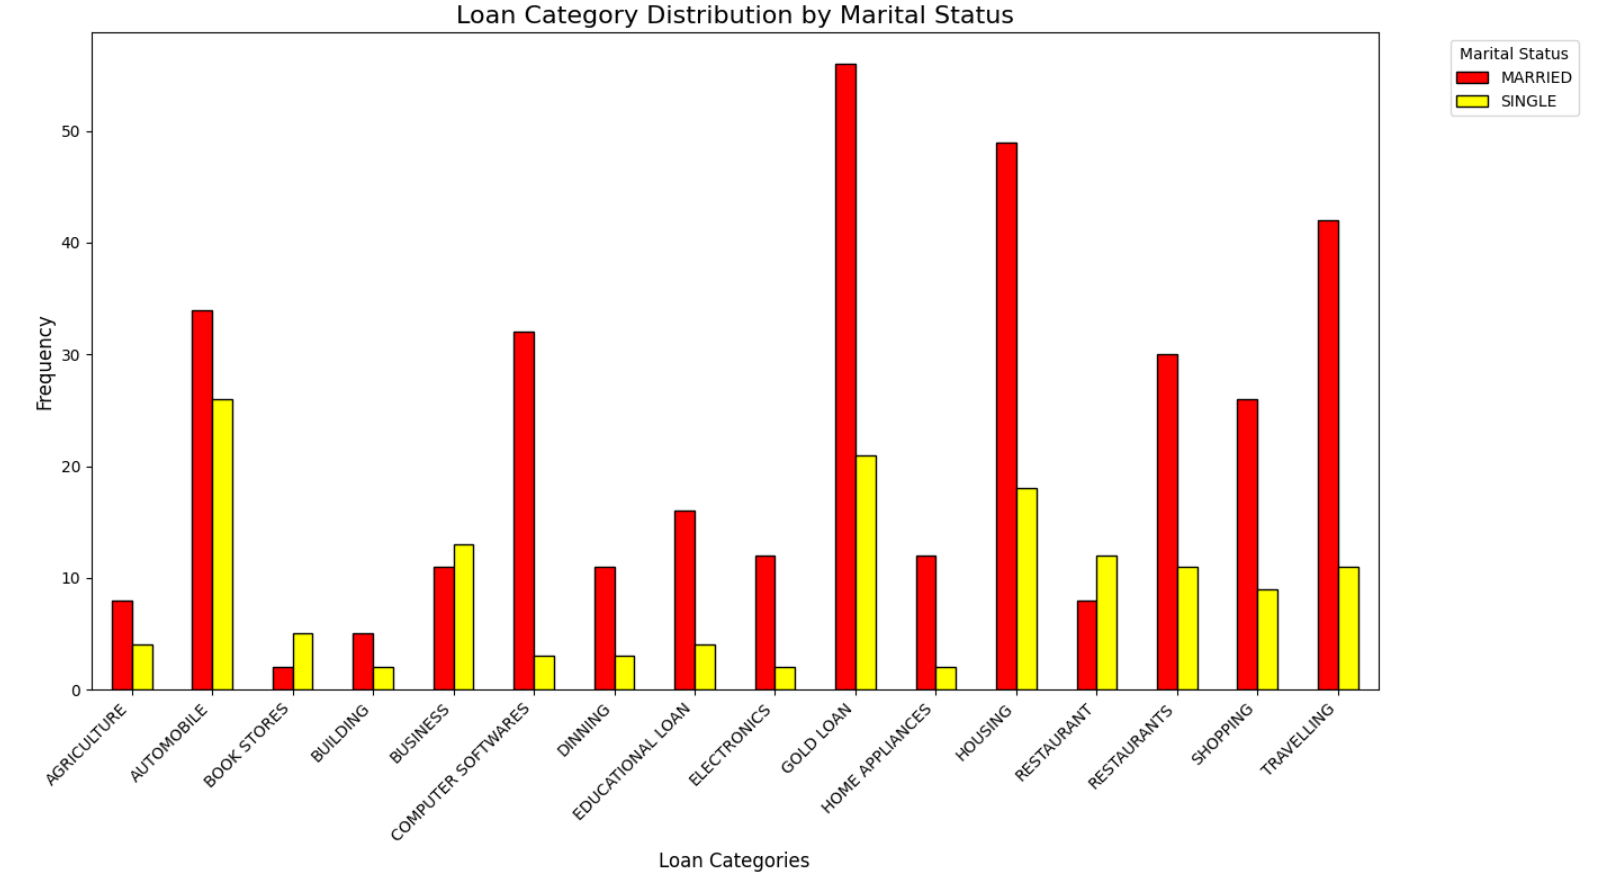 Loan Category Distribution by Marital Status
Marital Status
MARRIED
SINGLE
Frequency
50
40
30
20
10
0
AGRICULTURE
AUTOMOBILE
BOOK STORES
BUILDING
BUSINESS
COMPUTER SOFTWARES
DINNING
EDUCATIONAL LOAN
ELECTRONICS
GOLD LOAN
HOME APPLIANCES
HOUSING
RESTAURANT
RESTAURANTS
SHOPPING
TRAVELLING
Loan Categories